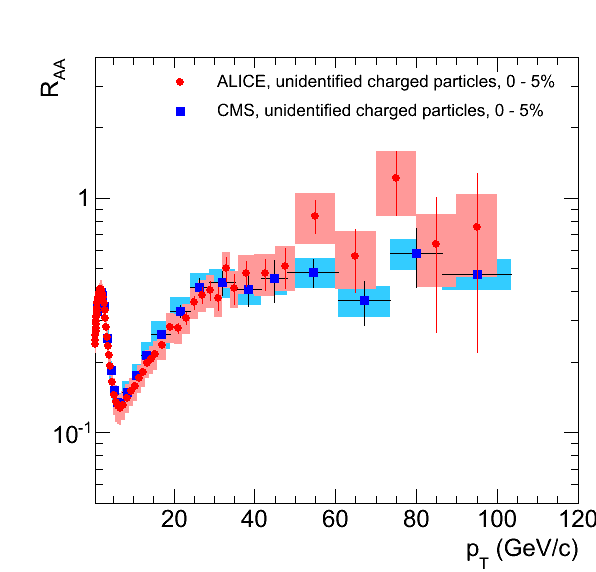 R_AA
ALICE, unidentified charged particles, 0 - 5%
CMS, unidentified charged particles, 0 - 5%
1
10^-1
20 40 60 80 100 120
p_T (GeV/c)